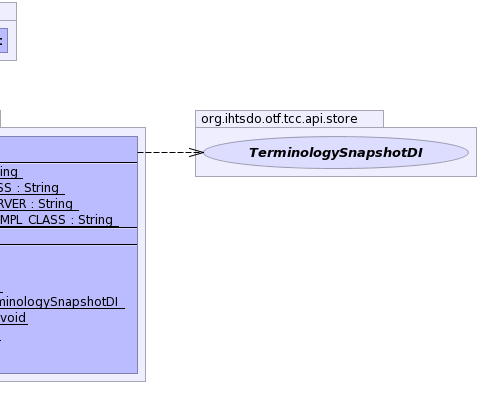 org.ihtsdo.otf.tcc.api.store
TerminologySnapshotDI
ing
SS : String
RVER : String
MPL_CLASS : String
minologySnapshotDI
void